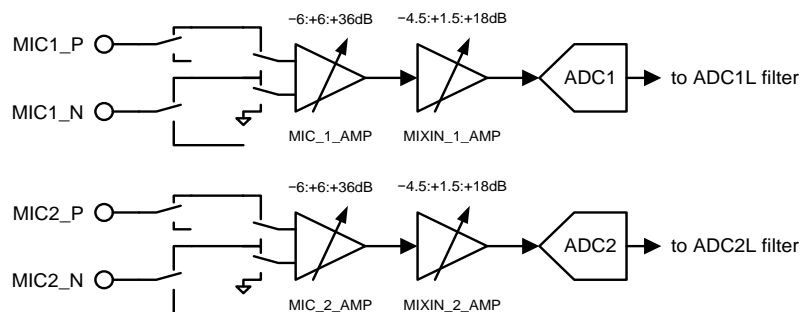 −6:+6:+36dB
−4.5:+1.5:+18dB
MIC1_P
ADC1
to ADC1L filter
MIC1_N
MIC_1_AMP
MIXIN_1_AMP
−6:+6:+36dB
−4.5:+1.5:+18dB
MIC2_P
ADC2
to ADC2L filter
MIC2_N
MIC_2_AMP
MIXIN_2_AMP